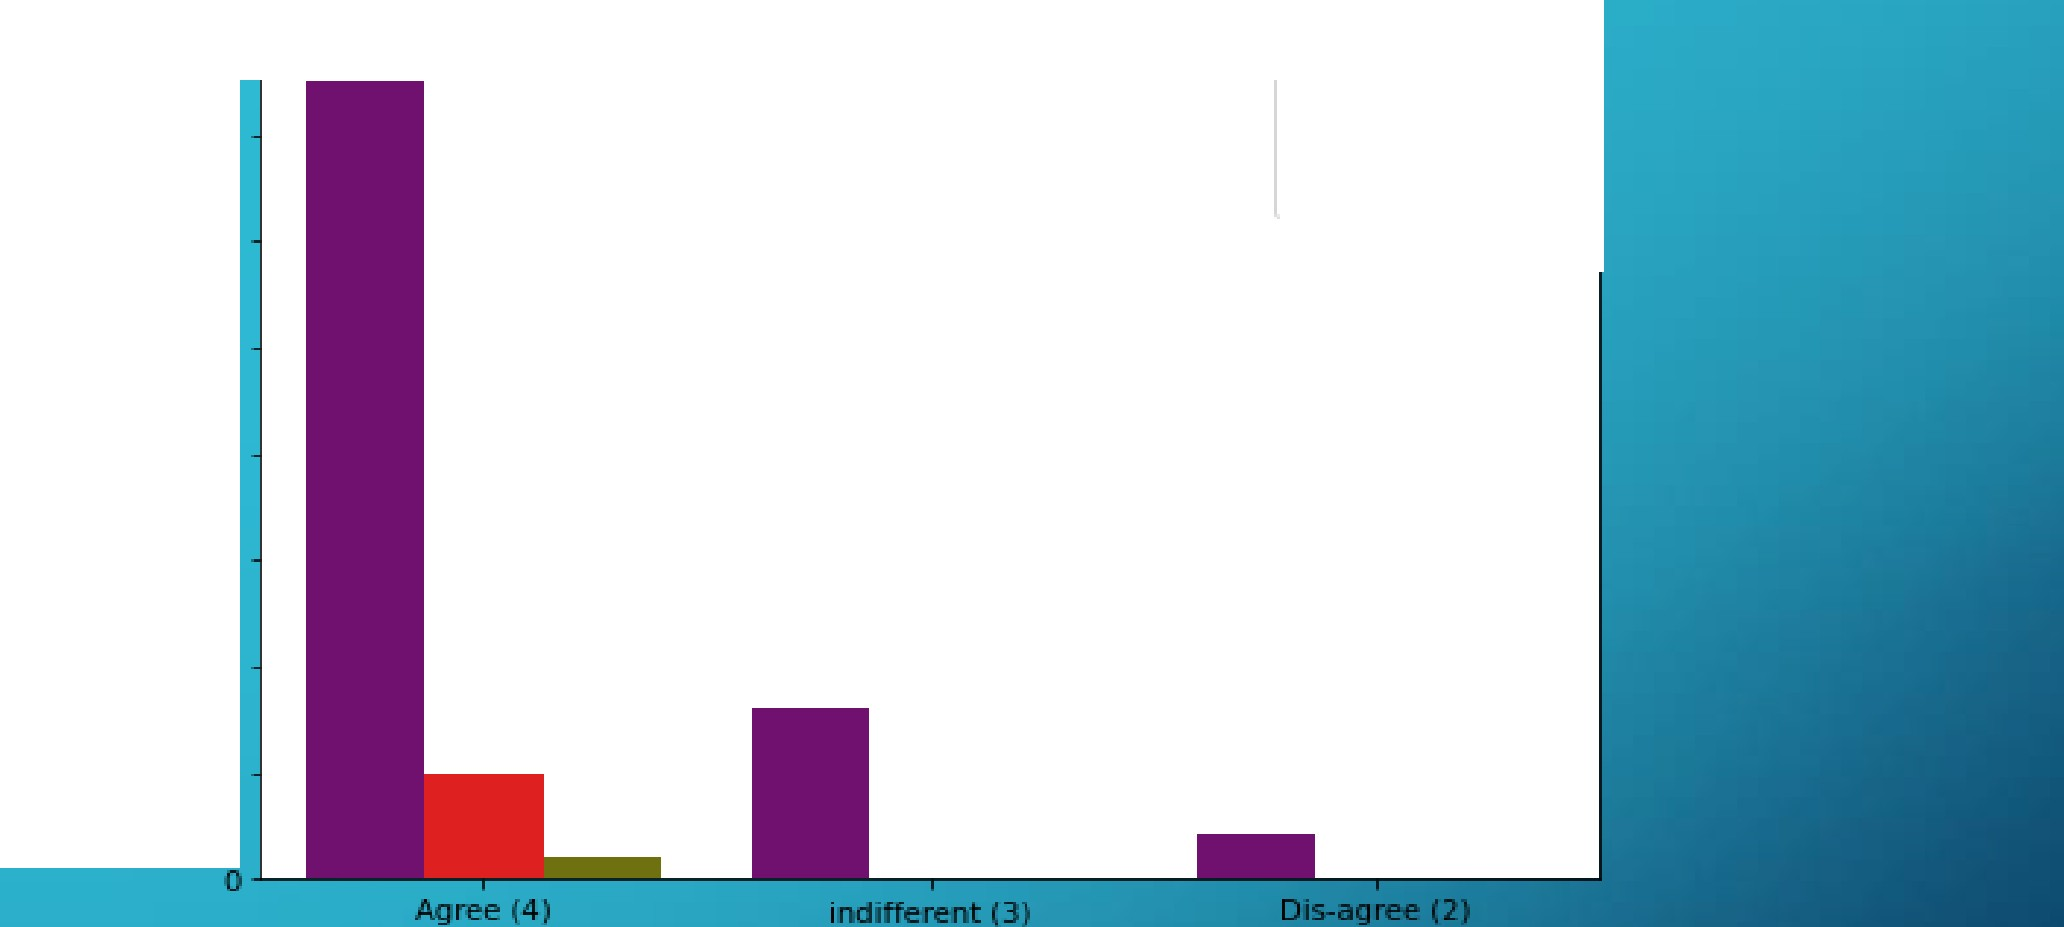 0
Agree (4)
indifferent (3)
Dis-agree (2)